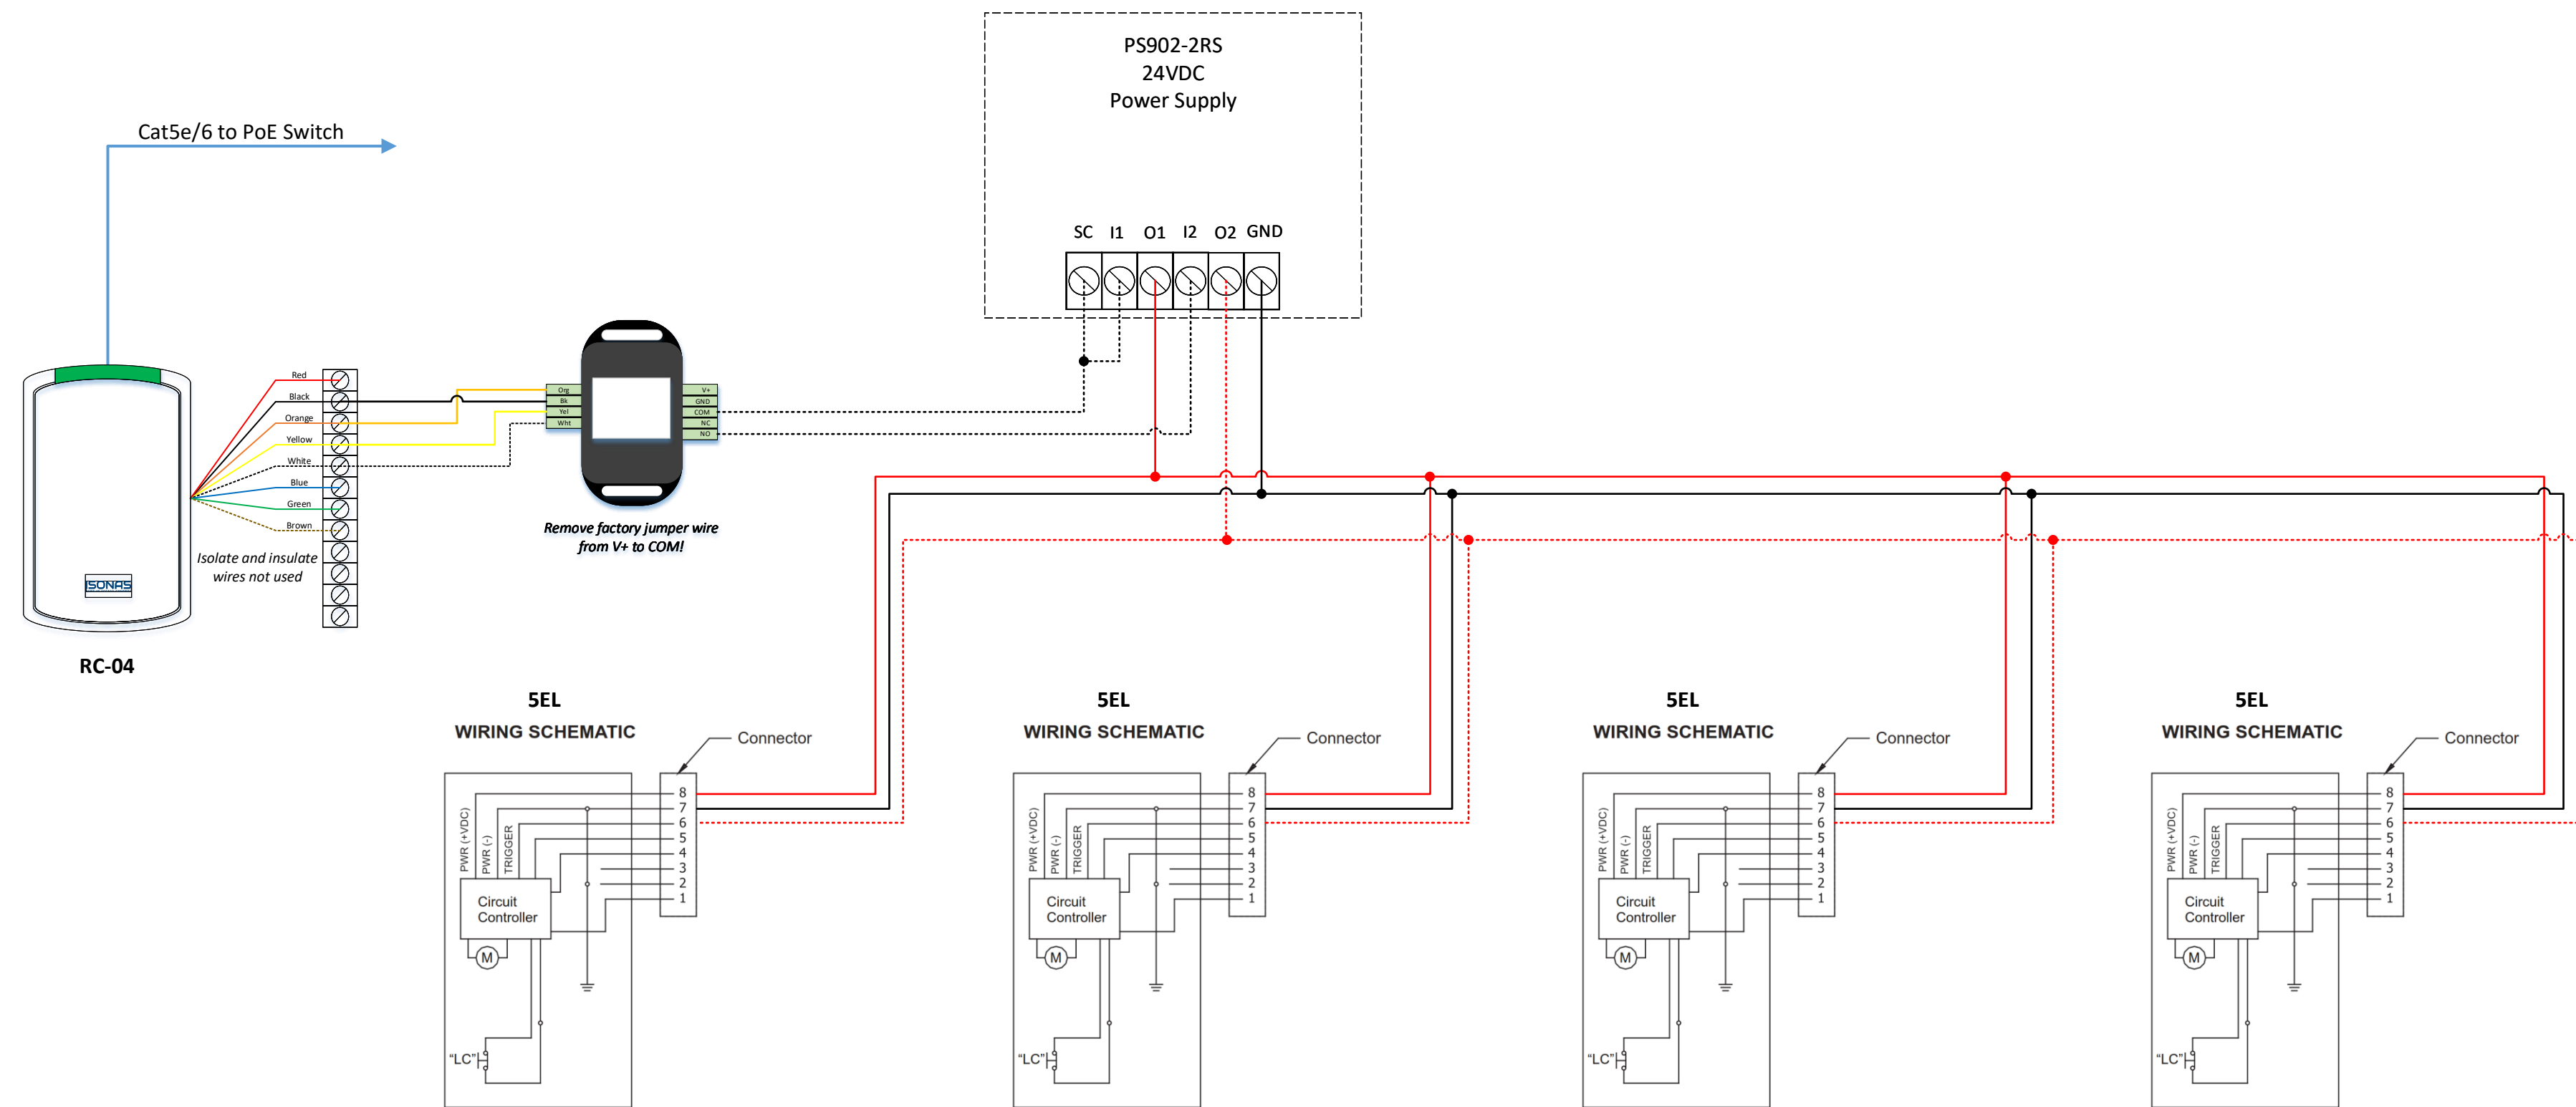 PS902-2RS
24VDC
Power Supply
Cat5e/6 to PoE Switch
SC I1 O1 I2 O2 GND
Red
Black
Orange
Yellow
White
Blue
Green
Brown
Org
Bk
Yel
Wht
V+
GND
COM
NC
NO
Remove factory jumper wire
from V+ to COM!
Isolate and insulate
wires not used
ISONAS
RC-04
5EL
WIRING SCHEMATIC
Connector
PWR (+VDC)
PWR (-)
TRIGGER
8
7
6
5
4
3
2
1
Circuit
Controller
M
"LC"
5EL
WIRING SCHEMATIC
Connector
PWR (+VDC)
PWR (-)
TRIGGER
8
7
6
5
4
3
2
1
Circuit
Controller
M
"LC"
5EL
WIRING SCHEMATIC
Connector
PWR (+VDC)
PWR (-)
TRIGGER
8
7
6
5
4
3
2
1
Circuit
Controller
M
"LC"
5EL
WIRING SCHEMATIC
Connector
PWR (+VDC)
PWR (-)
TRIGGER
8
7
6
5
4
3
2
1
Circuit
Controller
M
"LC"